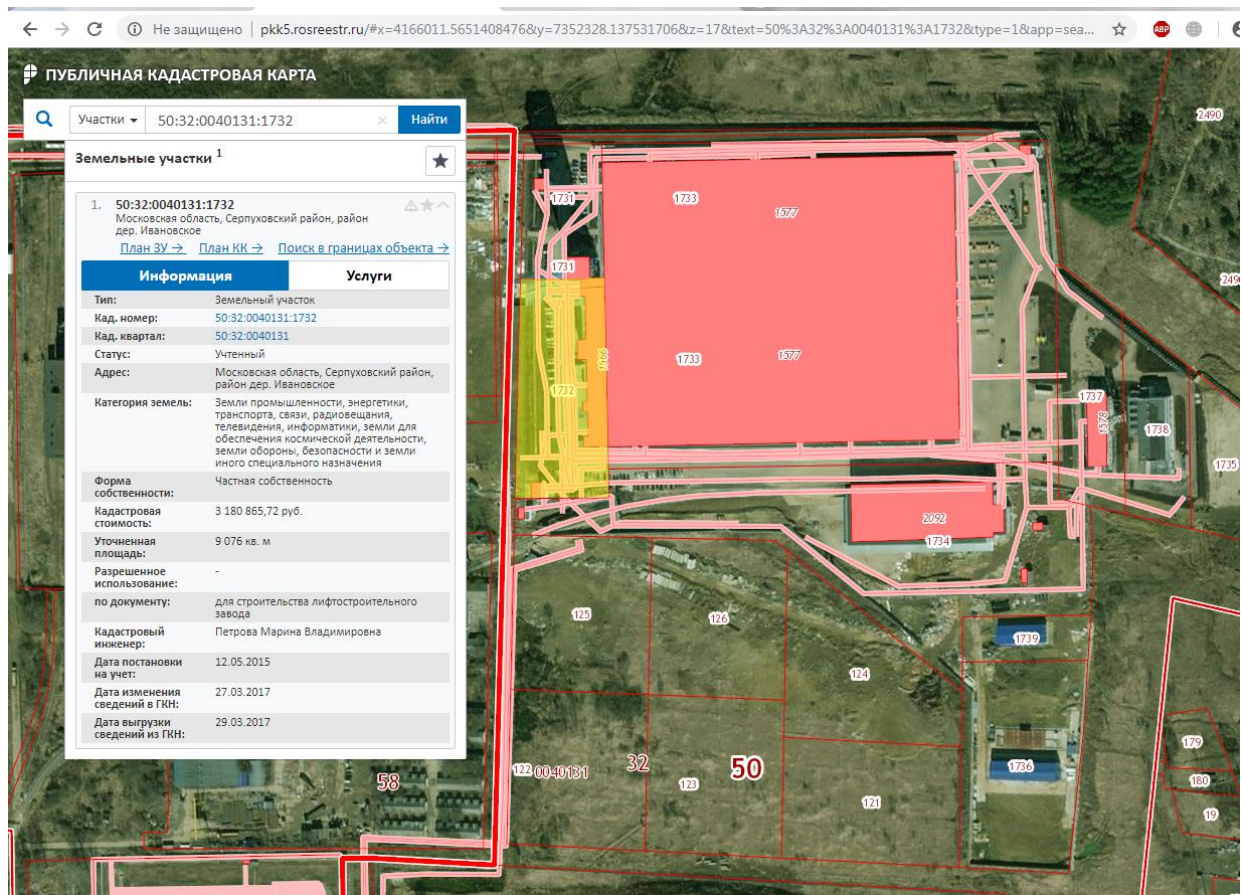 Не защищено | pkk5.rosreestr.ru/#x=4166011.5651408476&y=7352328.137531706&z=17&text=50%3A32%3A0040131%3A1732&type=1&app=sea...
ABP
ПУБЛИЧНАЯ КАДАСТРОВАЯ КАРТА
Участки 50:32:0040131:1732 × Найти
Земельные участки 1
1. 50:32:0040131:1732
Московская область, Серпуховский район, район
дер. Ивановское
План ЗУ → План КК → Поиск в границах объекта →
Информация Услуги
Тип: Земельный участок
Кад. номер: 50:32:0040131:1732
Кад. квартал: 50:32:0040131
Статус: Учтенный
Адрес: Московская область, Серпуховский район,
район дер. Ивановское
Категория земель: Земли промышленности, энергетики,
транспорта, связи, радиовещания,
телевидения, информатики, земли для
обеспечения космической деятельности,
земли обороны, безопасности и земли
иного специального назначения
Форма Частная собственность
собственности:
Кадастровая 3 180 865,72 руб.
стоимость:
Уточненная 9 076 кв. м
площадь:
Разрешенное -
использование:
по документу: для строительства лифтостроительного
завода
Кадастровый Петрова Марина Владимировна
инженер:
Дата постановки 12.05.2015
на учет:
Дата изменения 27.03.2017
сведений в ГКН:
Дата выгрузки 29.03.2017
сведений из ГКН:
2490
1731 1733 1577
1731
249
1733 1577
1732
1737
1578 1738
1735
2092
1734
125 126
1739
124
179
58 122 0040131 32 50 1736
123 180
121 19